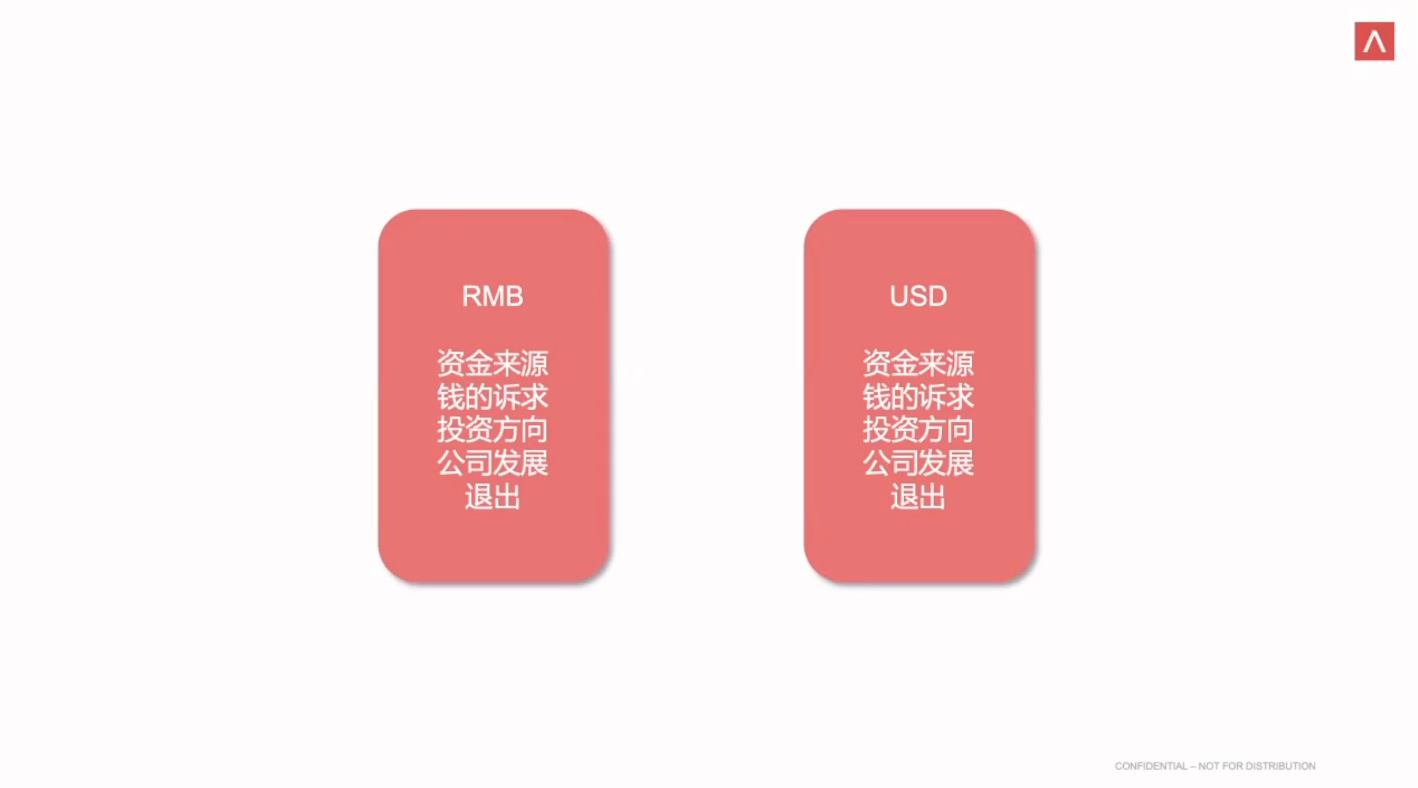 RMB
资金来源
钱的诉求
投资方向
公司发展
退出
USD
资金来源
钱的诉求
投资方向
公司发展
退出
CONFIDENTIAL – NOT FOR DISTRIBUTION